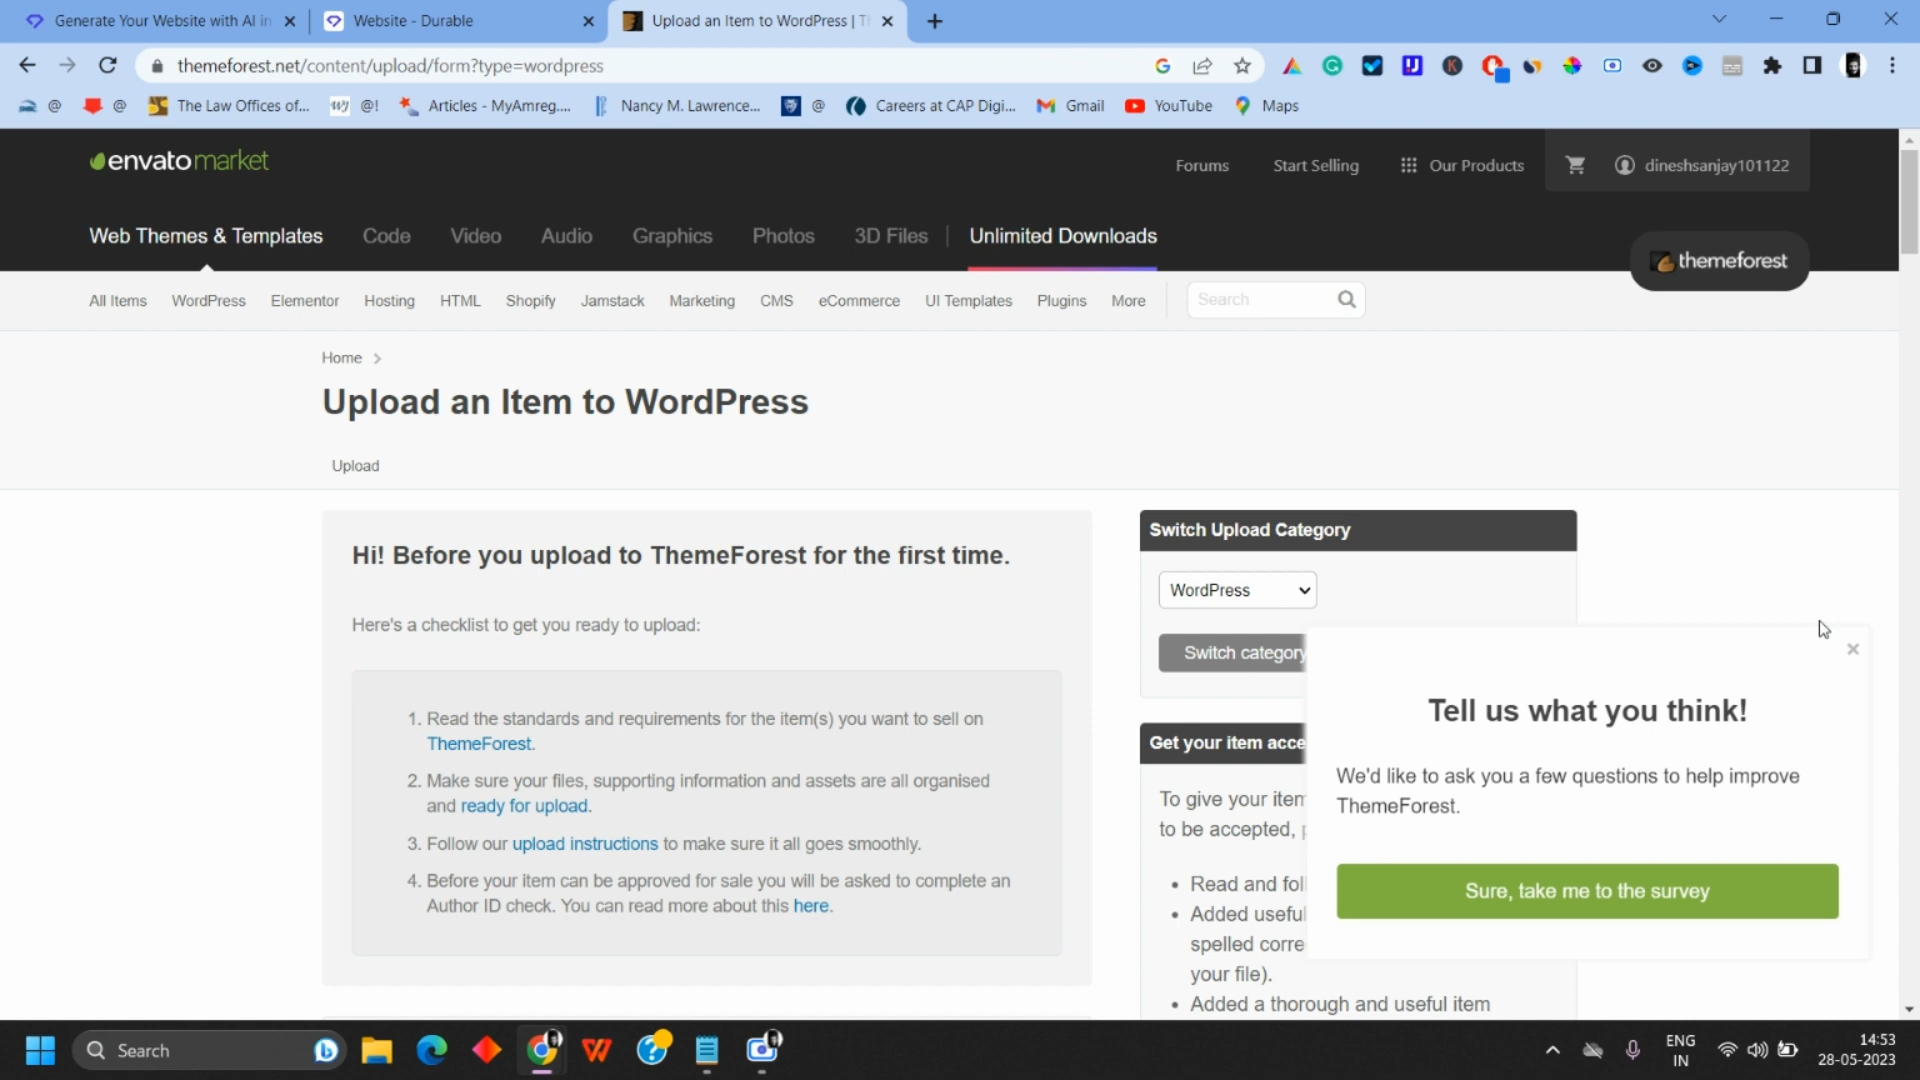 Generate Your Website with AI in
Website - Durable
Upload an Item to WordPress | Th
themeforest.net/content/upload/form?type=wordpress
@
@
The Law Offices of...
@!
Articles - MyAmreg....
Nancy M. Lawrence...
@
Careers at CAP Digi...
Gmail
YouTube
Maps
envatomarket
Forums
Start Selling
Our Products
dineshsanjay101122
Web Themes & Templates
Code
Video
Audio
Graphics
Photos
3D Files
Unlimited Downloads
themeforest
All Items
WordPress
Elementor
Hosting
HTML
Shopify
Jamstack
Marketing
CMS
eCommerce
UI Templates
Plugins
More
Search
Home
Upload an Item to WordPress
Upload
Hi! Before you upload to ThemeForest for the first time.
Here's a checklist to get you ready to upload:
1. Read the standards and requirements for the item(s) you want to sell on
ThemeForest.
2. Make sure your files, supporting information and assets are all organised
and ready for upload.
3. Follow our upload instructions to make sure it all goes smoothly.
4. Before your item can be approved for sale you will be asked to complete an
Author ID check. You can read more about this here.
Switch Upload Category
WordPress
Switch category
Get your item acce
To give your item
to be accepted, p
• Read and foll
• Added useful
spelled corre
your file).
• Added a thorough and useful item
Tell us what you think!
We'd like to ask you a few questions to help improve
ThemeForest.
Sure, take me to the survey
Search
ENG
IN
14:53
28-05-2023